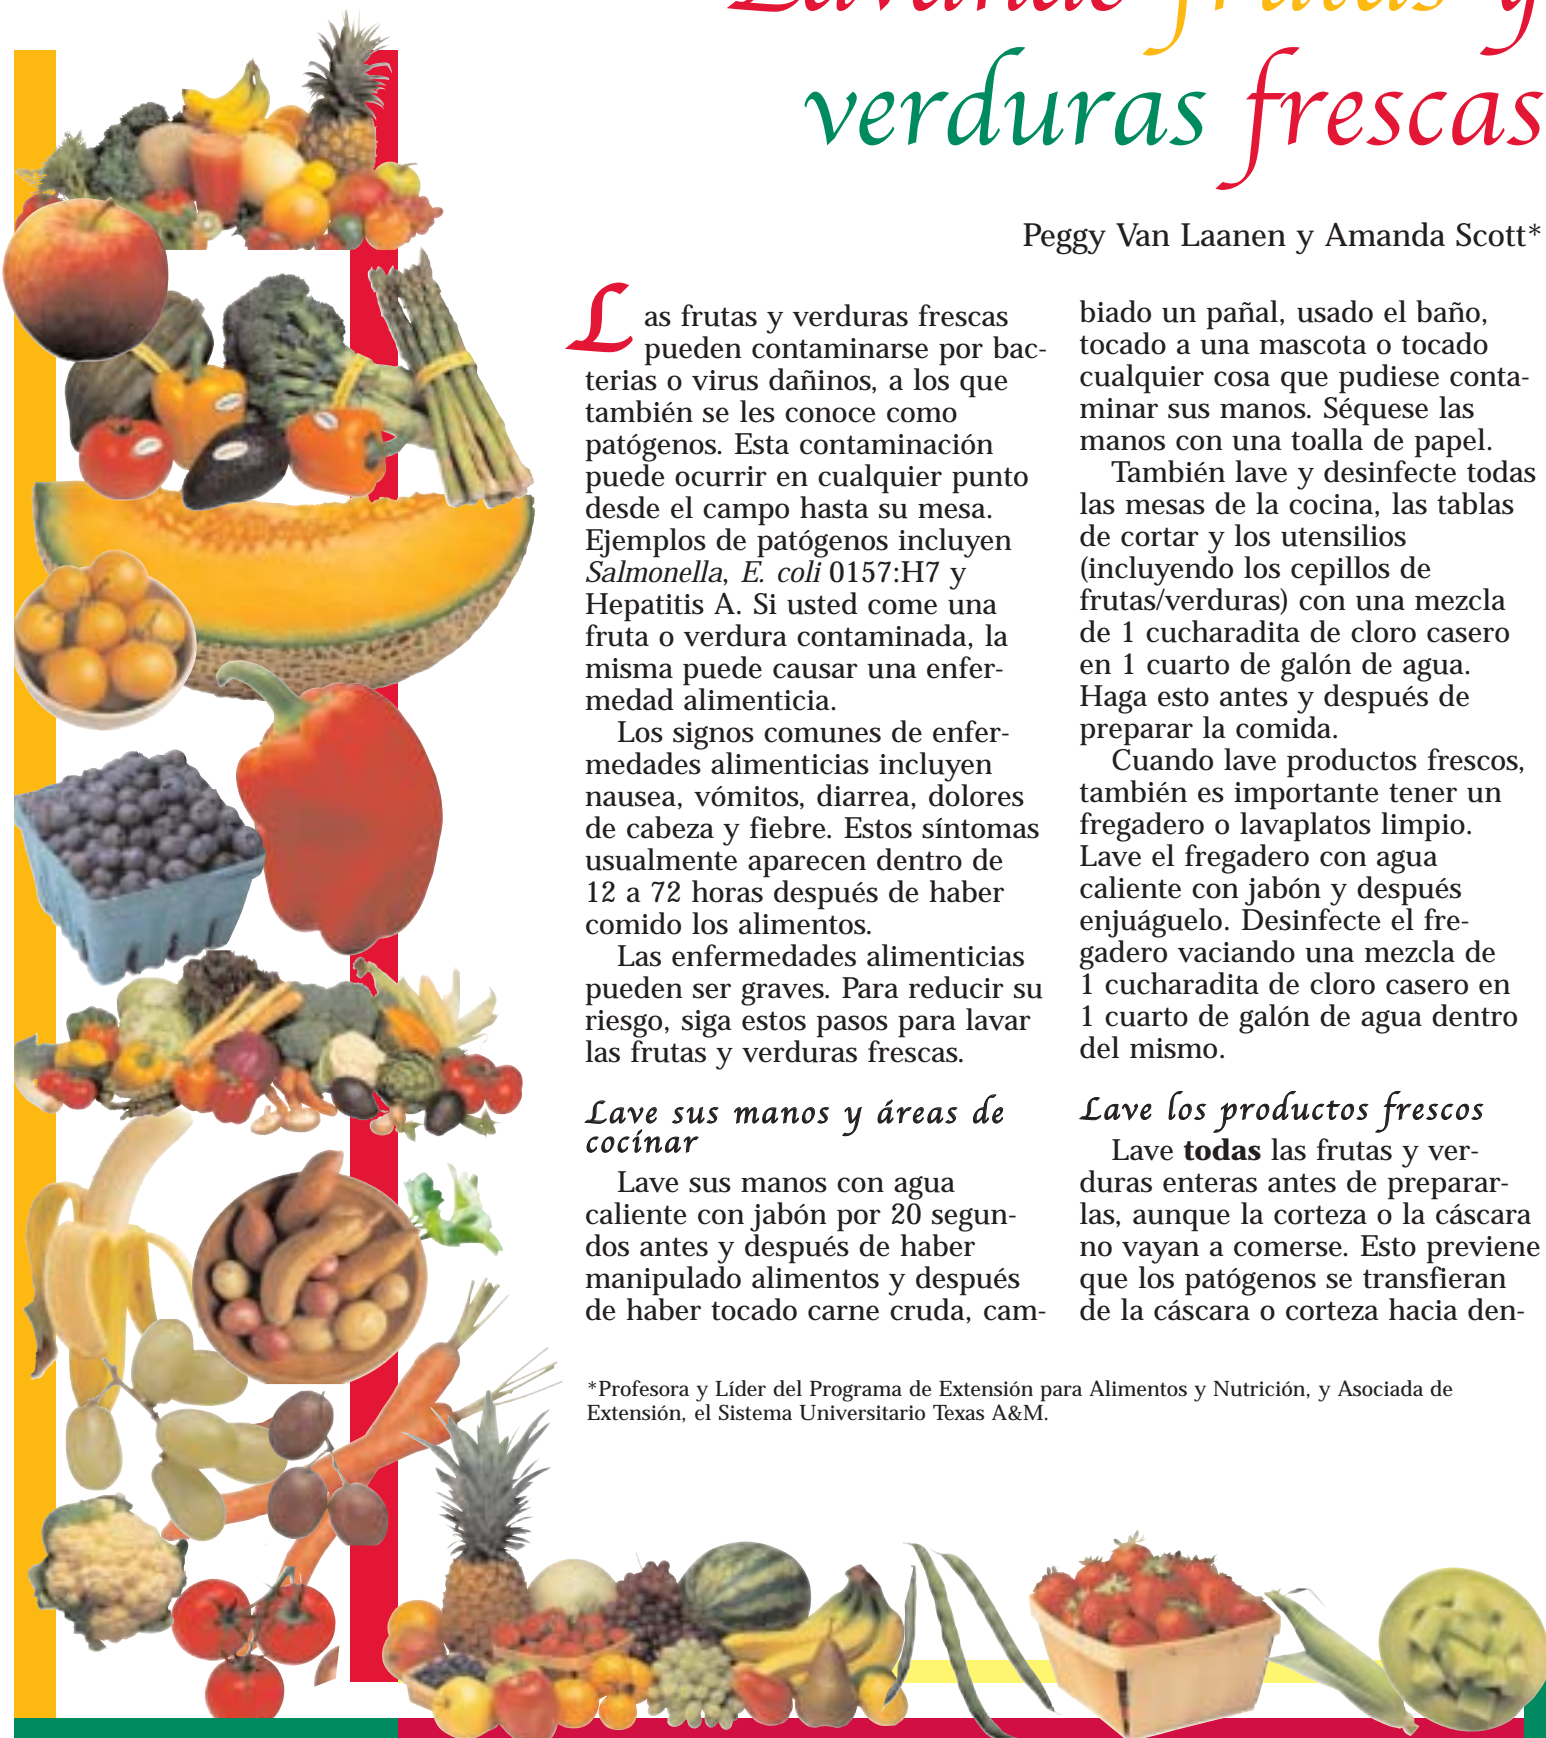 Lavando frutas y
verduras frescas
Peggy Van Laanen y Amanda Scott*
Las frutas y verduras frescas
pueden contaminarse por bac-
terias o virus dañinos, a los que
también se les conoce como
patógenos. Esta contaminación
puede ocurrir en cualquier punto
desde el campo hasta su mesa.
Ejemplos de patógenos incluyen
Salmonella, E. coli 0157:H7 y
Hepatitis A. Si usted come una
fruta o verdura contaminada, la
misma puede causar una enfer-
medad alimenticia.
Los signos comunes de enfer-
medades alimenticias incluyen
nausea, vómitos, diarrea, dolores
de cabeza y fiebre. Estos síntomas
usualmente aparecen dentro de
12 a 72 horas después de haber
comido los alimentos.
Las enfermedades alimenticias
pueden ser graves. Para reducir su
riesgo, siga estos pasos para lavar
las frutas y verduras frescas.
Lave sus manos y áreas de
cocinar
Lave sus manos con agua
caliente con jabón por 20 segun-
dos antes y después de haber
manipulado alimentos y después
de haber tocado carne cruda, cam-
biado un pañal, usado el baño,
tocado a una mascota o tocado
cualquier cosa que pudiese conta-
minar sus manos. Séquese las
manos con una toalla de papel.
También lave y desinfecte todas
las mesas de la cocina, las tablas
de cortar y los utensilios
(incluyendo los cepillos de
frutas/verduras) con una mezcla
de 1 cucharadita de cloro casero
en 1 cuarto de galón de agua.
Haga esto antes y después de
preparar la comida.
Cuando lave productos frescos,
también es importante tener un
fregadero o lavaplatos limpio.
Lave el fregadero con agua
caliente con jabón y después
enjuáguelo. Desinfecte el fre-
gadero vaciando una mezcla de
1 cucharadita de cloro casero en
1 cuarto de galón de agua dentro
del mismo.
Lave los productos frescos
Lave todas las frutas y ver-
duras enteras antes de preparar-
las, aunque la corteza o la cáscara
no vayan a comerse. Esto previene
que los patógenos se transfieran
de la cáscara o corteza hacia den-
*Profesora y Líder del Programa de Extensión para Alimentos y Nutrición, y Asociada de
Extensión, el Sistema Universitario Texas A&M.